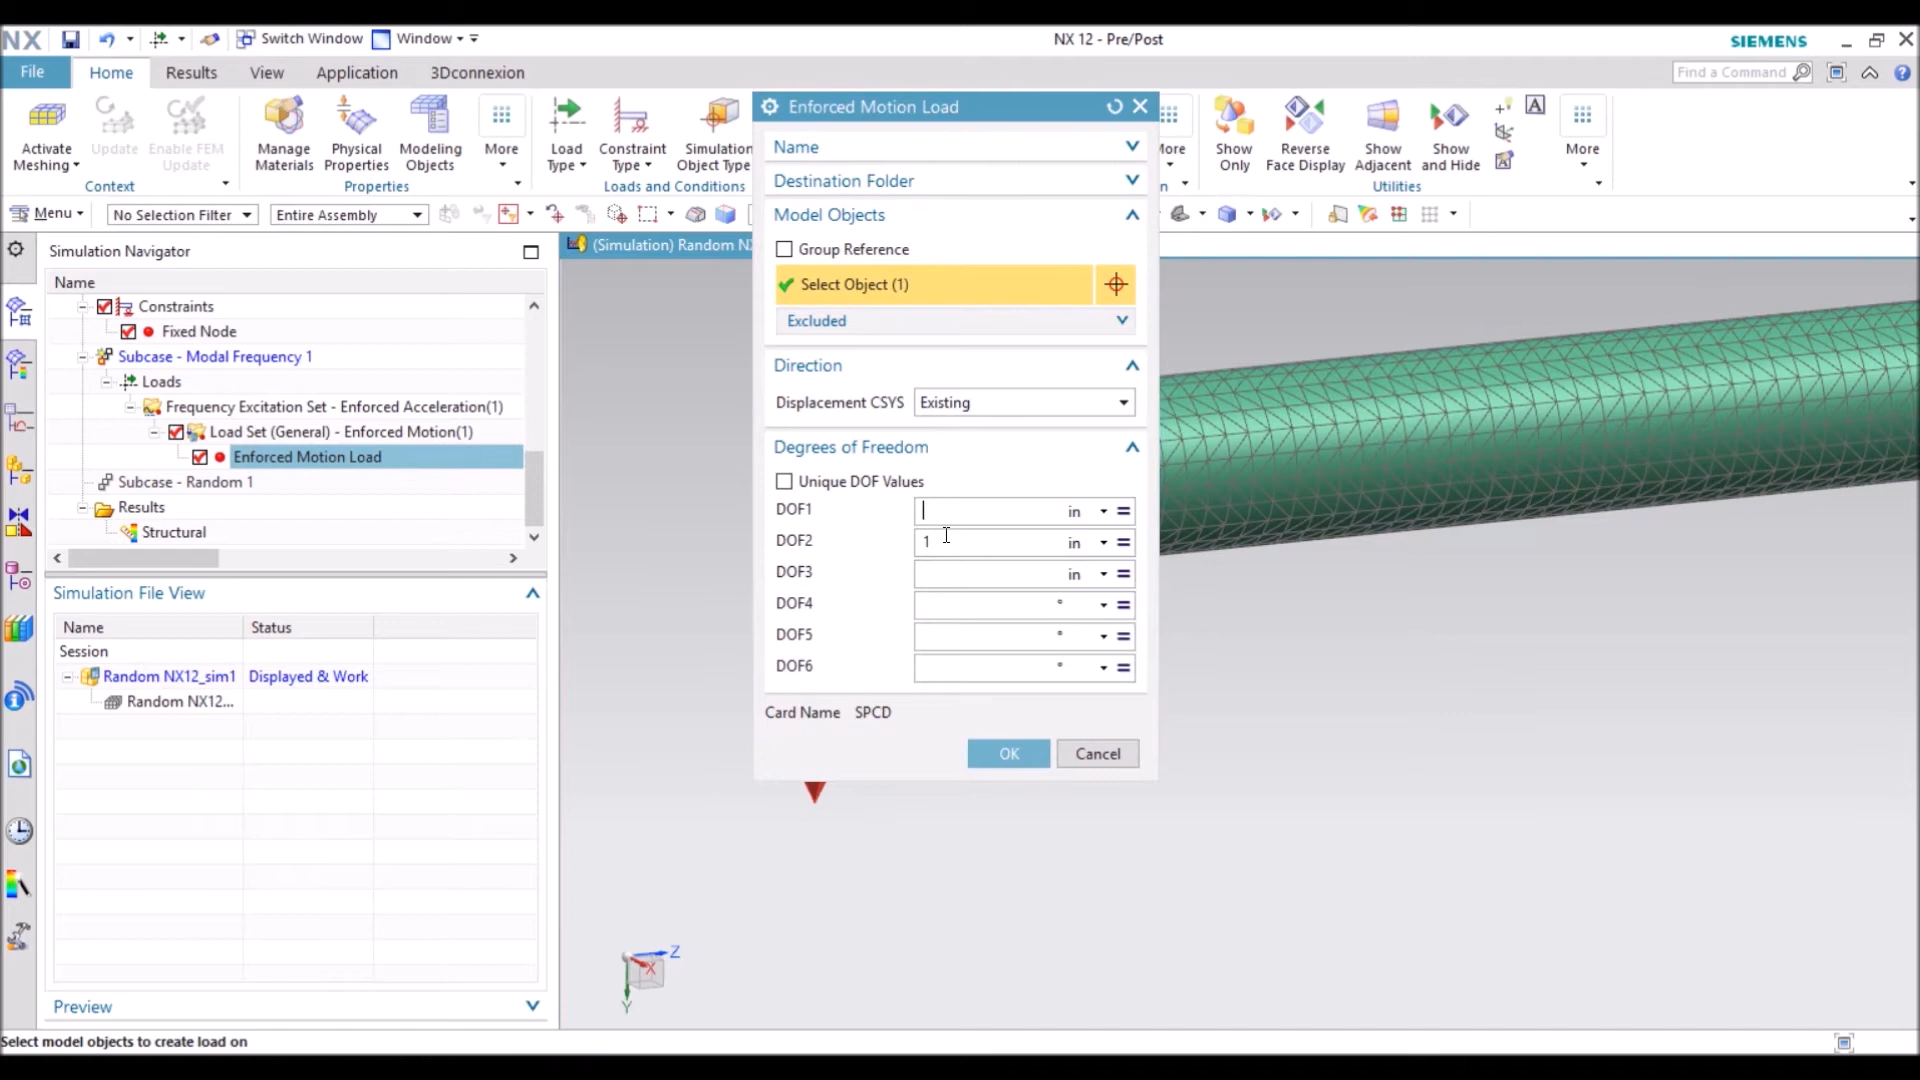 NX
Switch Window
Window
NX 12 - Pre/Post
SIEMENS
File
Home
Results
View
Application
3Dconnexion
Find a Command
Activate Meshing
Update
Enable FEM Update
Context
Manage Materials
Physical Properties
Modeling Objects
More
Properties
Load Type
Constraint Type
Simulation Object Type
Loads and Conditions
Show Only
Reverse Face Display
Show Adjacent
Show and Hide
A
More
Utilities
Menu
No Selection Filter
Entire Assembly
Simulation Navigator
Name
Constraints
Fixed Node
Subcase - Modal Frequency 1
Loads
Frequency Excitation Set - Enforced Acceleration(1)
Load Set (General) - Enforced Motion(1)
Enforced Motion Load
Subcase - Random 1
Results
Structural
Simulation File View
Name
Status
Session
Random NX12_sim1
Displayed & Work
Random NX12...
Preview
Select model objects to create load on
(Simulation) Random NX
Enforced Motion Load
Name
Destination Folder
Model Objects
Group Reference
Select Object (1)
Excluded
Direction
Displacement CSYS
Existing
Degrees of Freedom
Unique DOF Values
DOF1
in
DOF2
1
in
DOF3
in
DOF4
°
DOF5
°
DOF6
°
Card Name SPCD
OK
Cancel
Z
X
Y